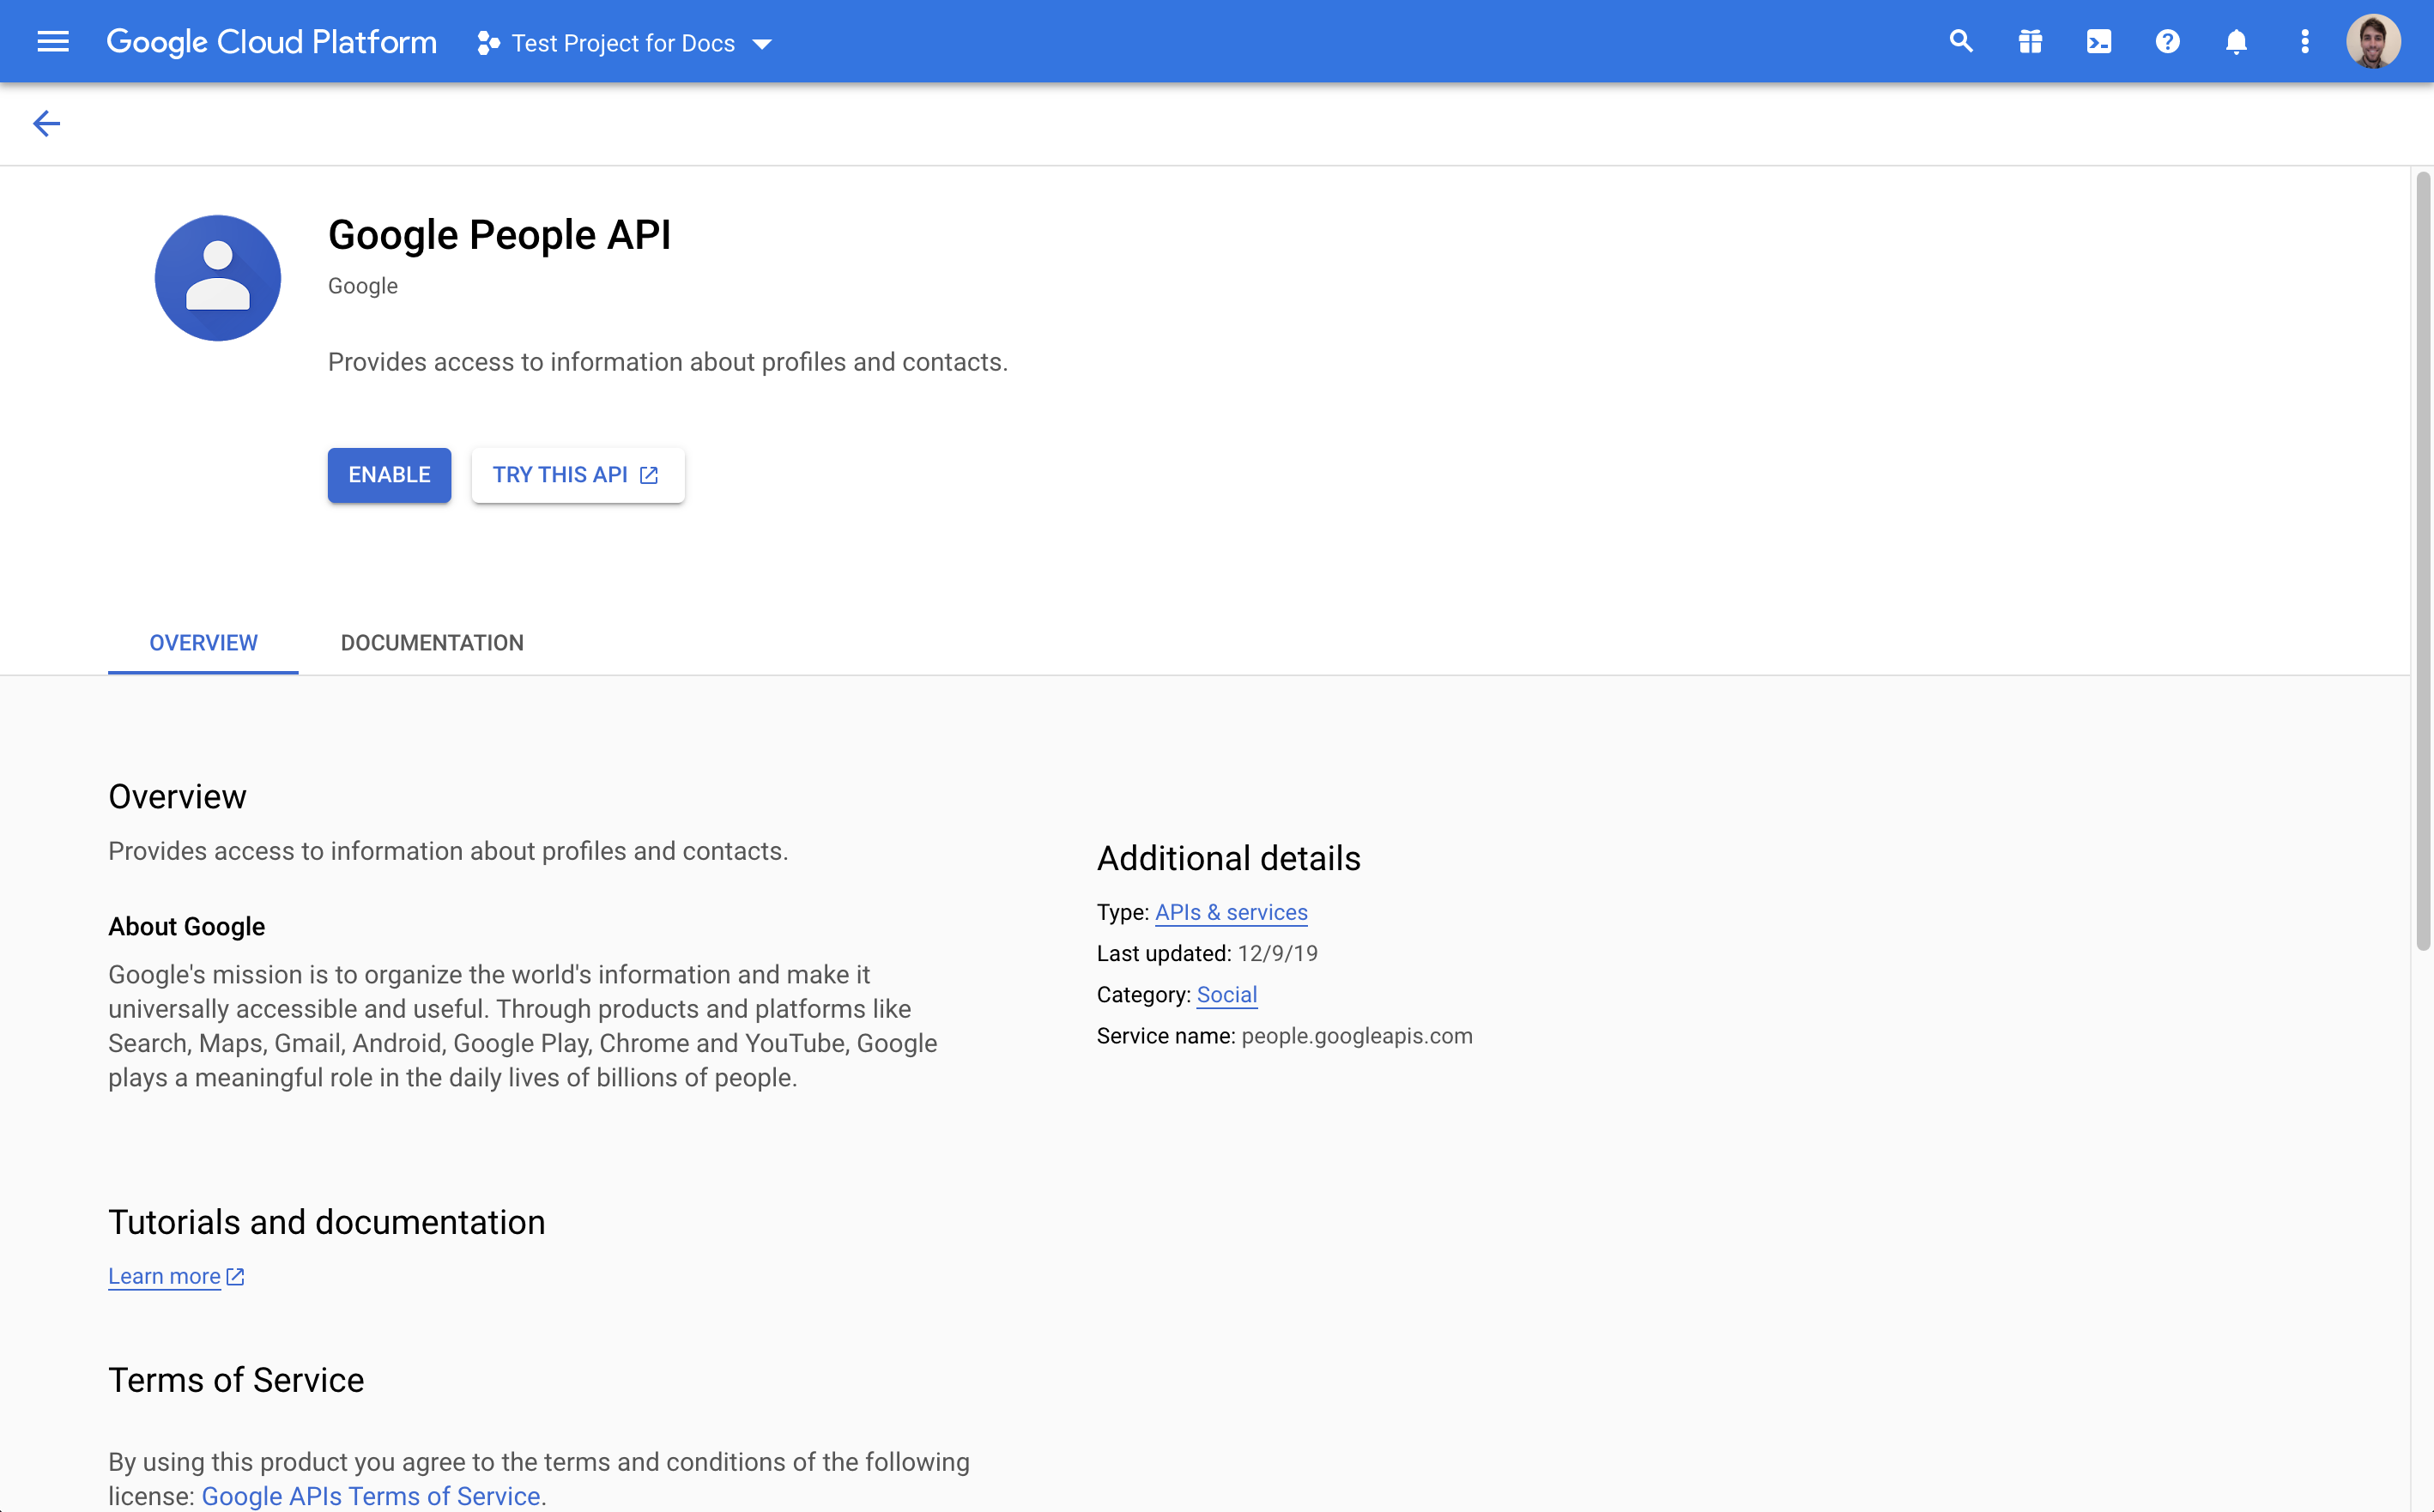 Google Cloud Platform
Test Project for Docs
Google People API
Google
Provides access to information about profiles and contacts.
ENABLE
TRY THIS API
OVERVIEW
DOCUMENTATION
Overview
Provides access to information about profiles and contacts.
About Google
Google's mission is to organize the world's information and make it
universally accessible and useful. Through products and platforms like
Search, Maps, Gmail, Android, Google Play, Chrome and YouTube, Google
plays a meaningful role in the daily lives of billions of people.
Additional details
Type: APIs & services
Last updated: 12/9/19
Category: Social
Service name: people.googleapis.com
Tutorials and documentation
Learn more
Terms of Service
By using this product you agree to the terms and conditions of the following
license: Google APIs Terms of Service.